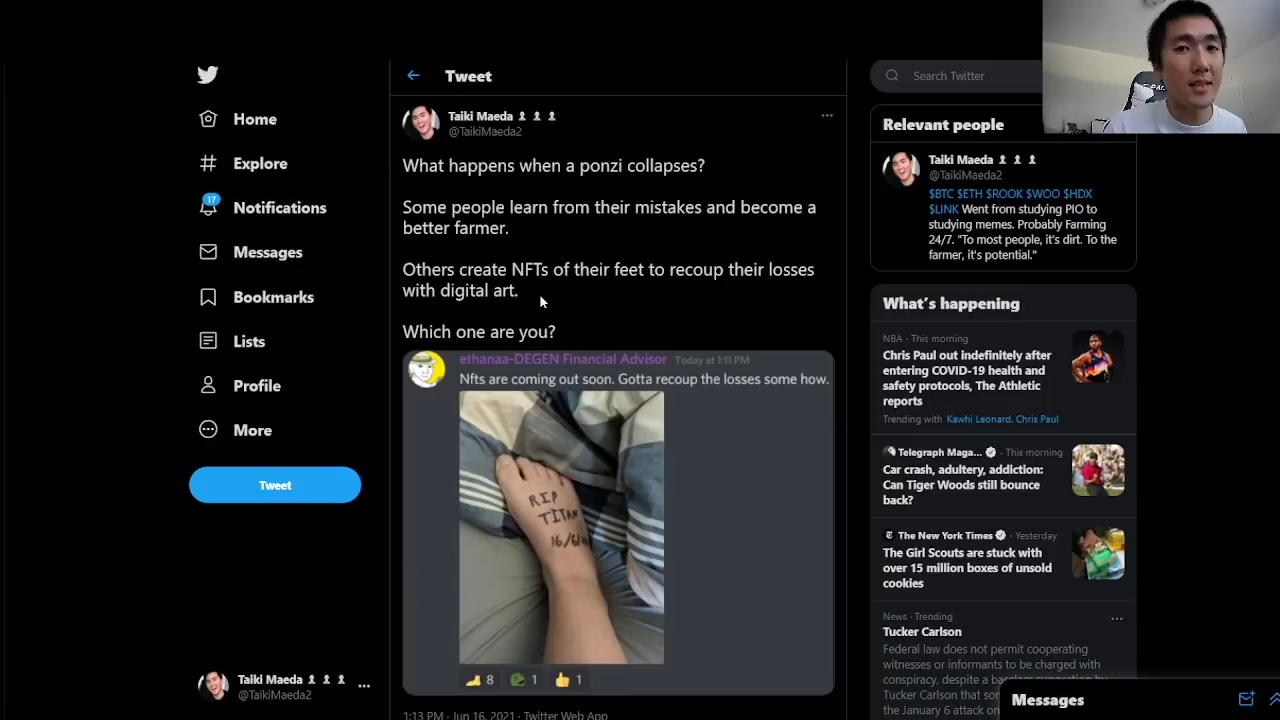 Home
Explore
17
Notifications
Messages
Bookmarks
Lists
Profile
More
Tweet
Taiki Maeda
@TaikiMaeda2
Tweet
Taiki Maeda
@TaikiMaeda2
What happens when a ponzi collapses?
Some people learn from their mistakes and become a
better farmer.
Others create NFTs of their feet to recoup their losses
with digital art.
Which one are you?
ethanaa-DEGEN Financial Advisor Today at 1:11 PM
Nfts are coming out soon. Gotta recoup the losses some how.
RIP
TITAN
16/6/
8 1 1
1:13 PM · Jun 16, 2021 · Twitter Web App
Search Twitter
Relevant people
Taiki Maeda
@TaikiMaeda2
$BTC $ETH $ROOK $WOO $HDX
$LINK Went from studying PIO to
studying memes. Probably Farming
24/7. "To most people, it's dirt. To the
farmer, it's potential."
What's happening
NBA · This morning
Chris Paul out indefinitely after
entering COVID-19 health and
safety protocols, The Athletic
reports
Trending with Kawhi Leonard, Chris Paul
Telegraph Maga... · This morning
Car crash, adultery, addiction:
Can Tiger Woods still bounce
back?
The New York Times · Yesterday
The Girl Scouts are stuck with
over 15 million boxes of unsold
cookies
News · Trending
Tucker Carlson
Federal law does not permit cooperating
witnesses or informants to be charged with
conspiracy, despite a baseless suggestion by
Tucker Carlson that so
the January 6 attack on
Messages